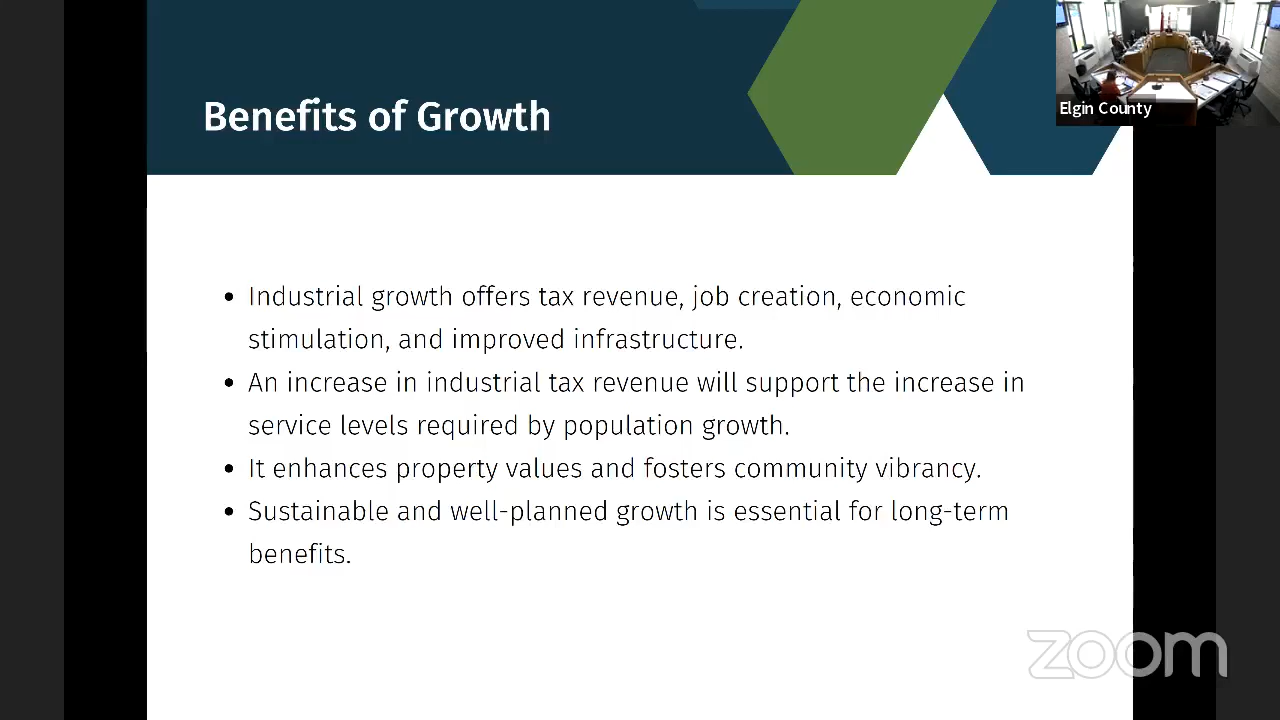 Benefits of Growth
Elgin County
• Industrial growth offers tax revenue, job creation, economic
stimulation, and improved infrastructure.
• An increase in industrial tax revenue will support the increase in
service levels required by population growth.
• It enhances property values and fosters community vibrancy.
• Sustainable and well-planned growth is essential for long-term
benefits.
zoom